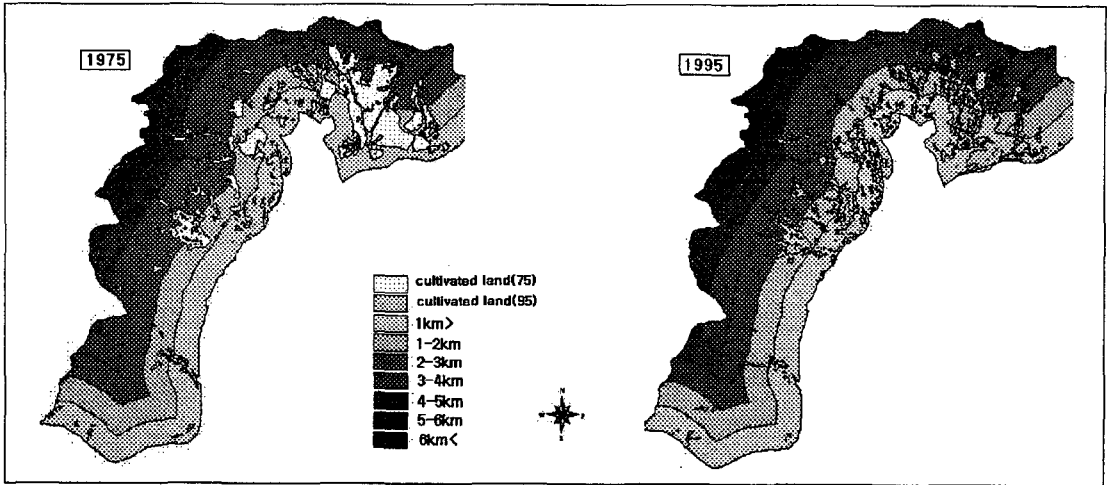 1975
1995
cultivated land(75)
cultivated land(95)
1km>
1-2km
2-3km
3-4km
4-5km
5-6km
6km<
N
W
E
S